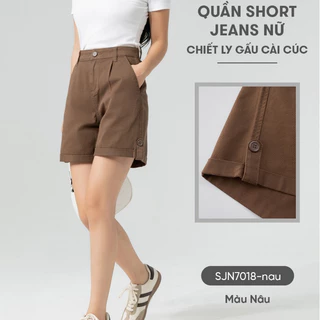 QUẦN SHORT
JEANS NỮ
CHIẾT LY GẤU CÀI CÚC
SJN7018-nau
Màu Nâu